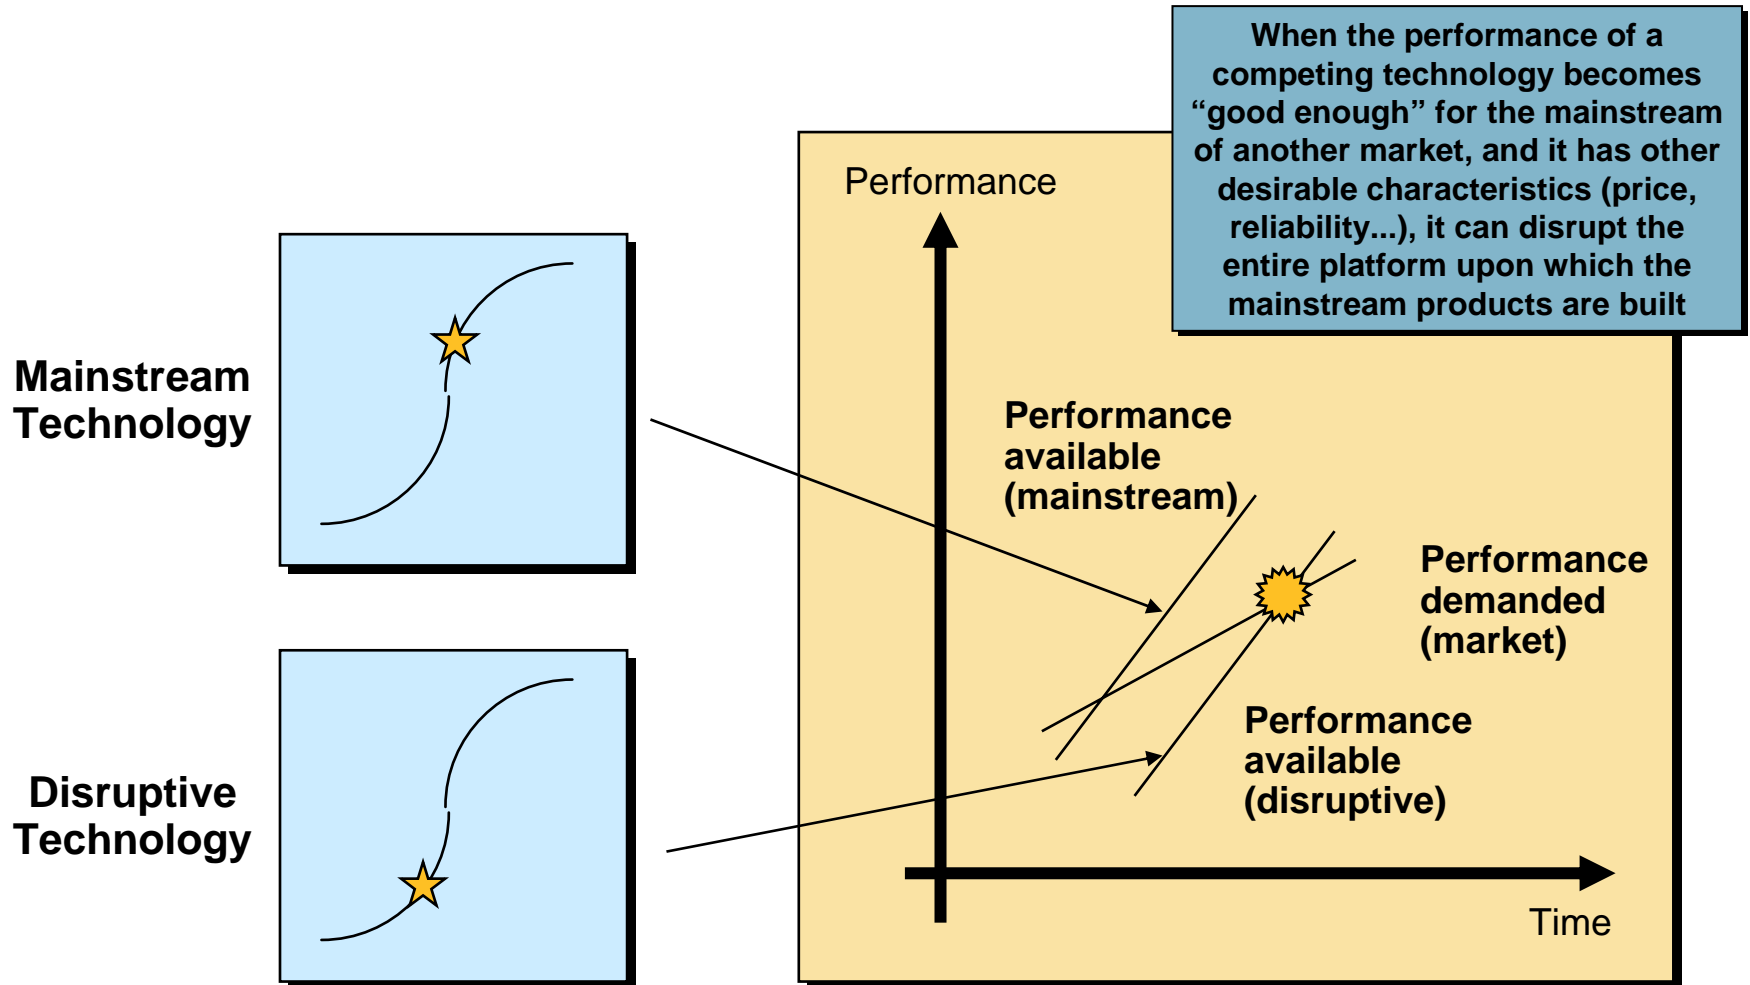 When the performance of a
competing technology becomes
“good enough” for the mainstream
of another market, and it has other
desirable characteristics (price,
reliability...), it can disrupt the
entire platform upon which the
mainstream products are built
Performance
Mainstream
Technology
Performance
available
(mainstream)
Performance
demanded
(market)
Performance
available
(disruptive)
Disruptive
Technology
Time